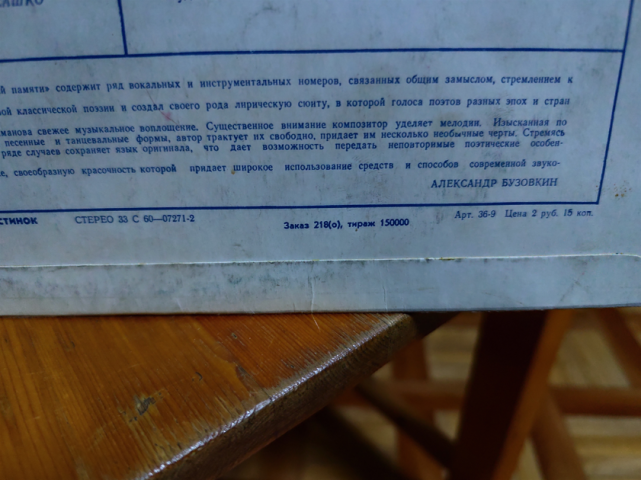 й памяти» содержит ряд вокальных и инструментальных номеров, связанных общим замыслом, стремлением к
ой классической поэзии и создал своего рода лирическую сюиту, в которой голоса поэтов разных эпох и стран
манова свежее музыкальное воплощение. Существенное внимание композитор уделяет мелодии. Изысканная по
песенные и танцевальные формы, автор трактует их свободно, придает им несколько необычные черты. Стремясь
ряде случаев сохраняет язык оригинала, что дает возможность передать неповторимые поэтические особен-
е, своеобразную красочность которой придает широкое использование средств и способов современной звуко-
АЛЕКСАНДР БУЗОВКИН
СТИНОК СТЕРЕО 33 С 60—07271-2 Заказ 218(о), тираж 150000 Арт. 36-9 Цена 2 руб. 15 коп.